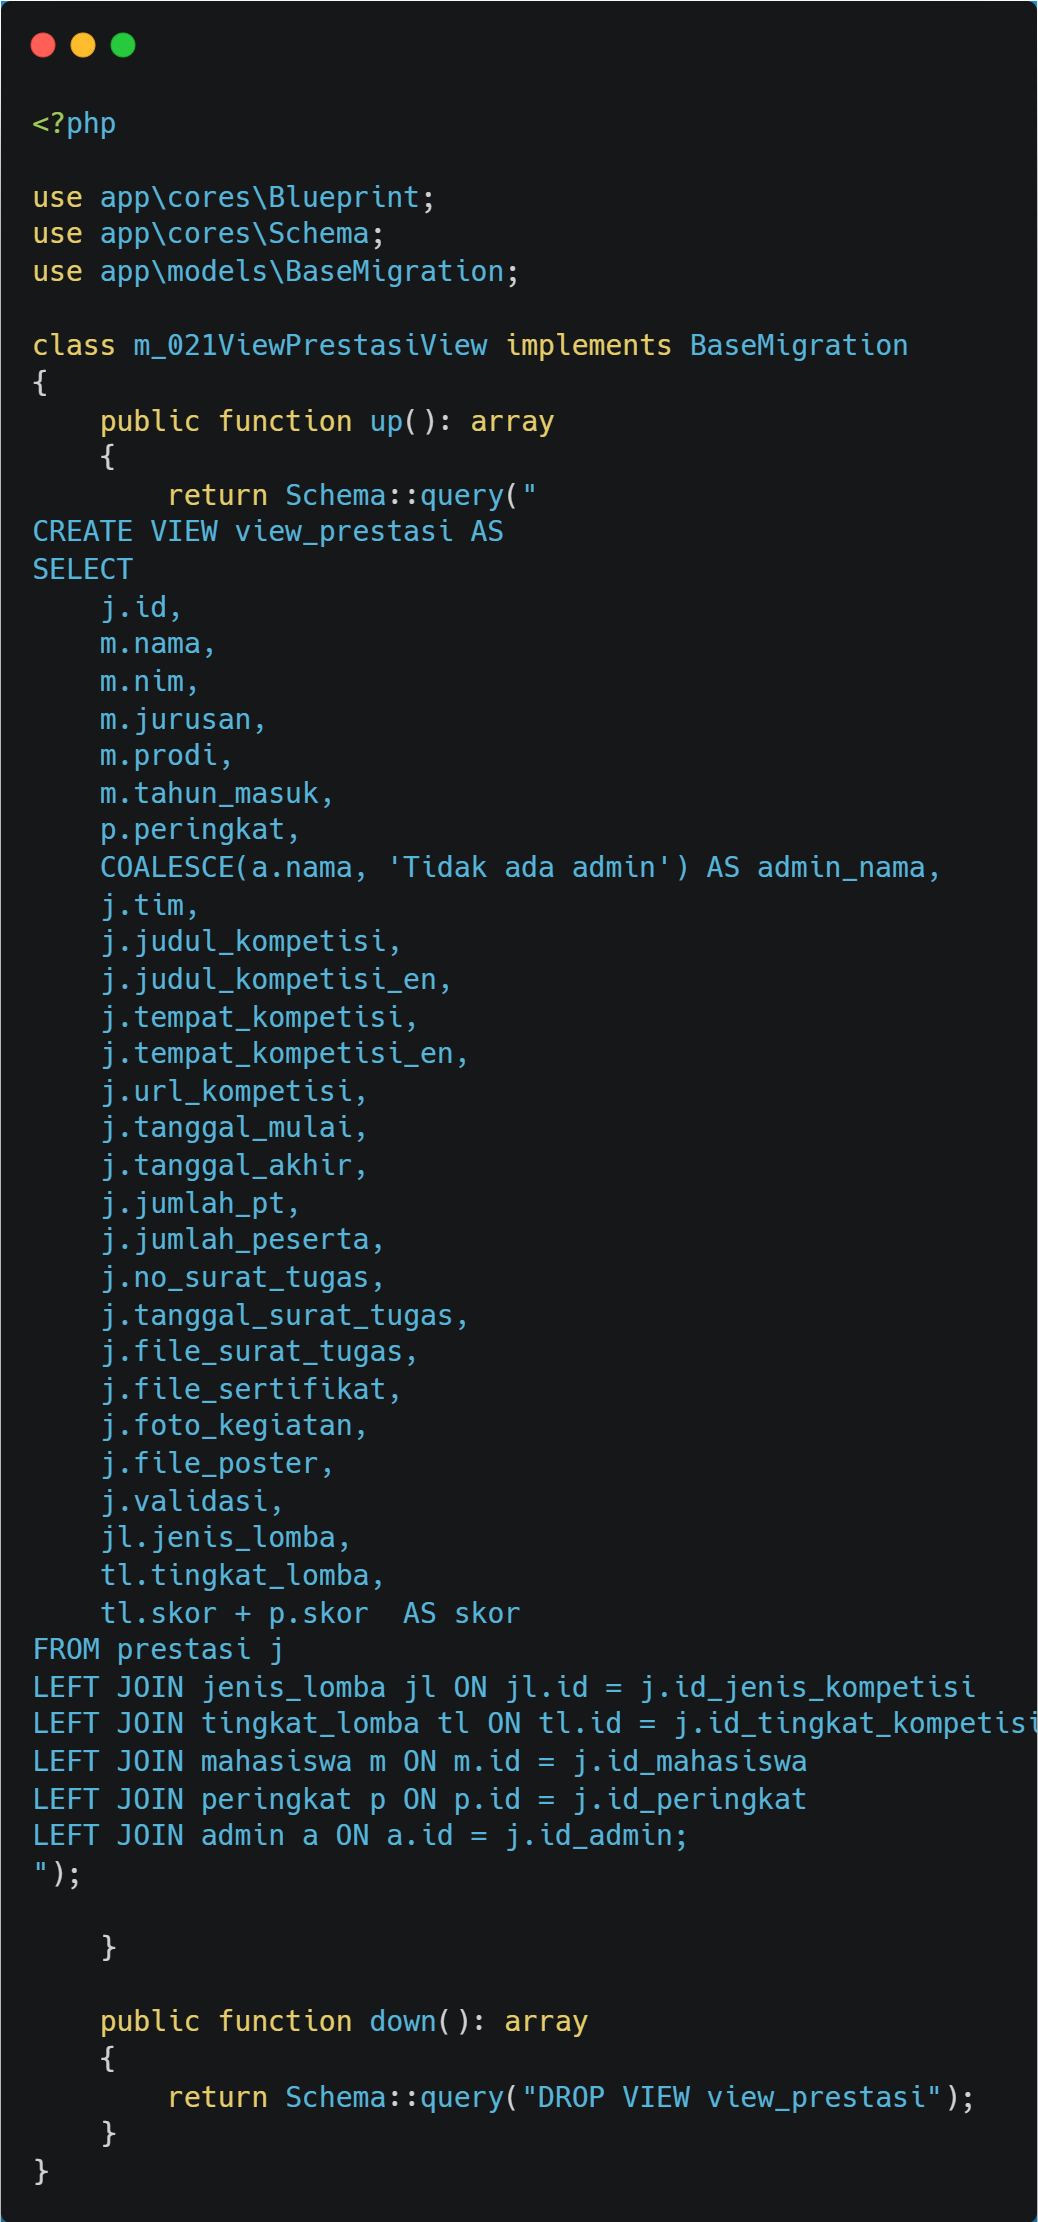 <?php

use app\cores\Blueprint;
use app\cores\Schema;
use app\models\BaseMigration;

class m_021ViewPrestasiView implements BaseMigration
{
    public function up(): array
    {
        return Schema::query("
CREATE VIEW view_prestasi AS
SELECT
    j.id,
    m.nama,
    m.nim,
    m.jurusan,
    m.prodi,
    m.tahun_masuk,
    p.peringkat,
    COALESCE(a.nama, 'Tidak ada admin') AS admin_nama,
    j.tim,
    j.judul_kompetisi,
    j.judul_kompetisi_en,
    j.tempat_kompetisi,
    j.tempat_kompetisi_en,
    j.url_kompetisi,
    j.tanggal_mulai,
    j.tanggal_akhir,
    j.jumlah_pt,
    j.jumlah_peserta,
    j.no_surat_tugas,
    j.tanggal_surat_tugas,
    j.file_surat_tugas,
    j.file_sertifikat,
    j.foto_kegiatan,
    j.file_poster,
    j.validasi,
    jl.jenis_lomba,
    tl.tingkat_lomba,
    tl.skor + p.skor  AS skor
FROM prestasi j
LEFT JOIN jenis_lomba jl ON jl.id = j.id_jenis_kompetisi
LEFT JOIN tingkat_lomba tl ON tl.id = j.id_tingkat_kompetisi
LEFT JOIN mahasiswa m ON m.id = j.id_mahasiswa
LEFT JOIN peringkat p ON p.id = j.id_peringkat
LEFT JOIN admin a ON a.id = j.id_admin;
");

    }

    public function down(): array
    {
        return Schema::query("DROP VIEW view_prestasi");
    }
}